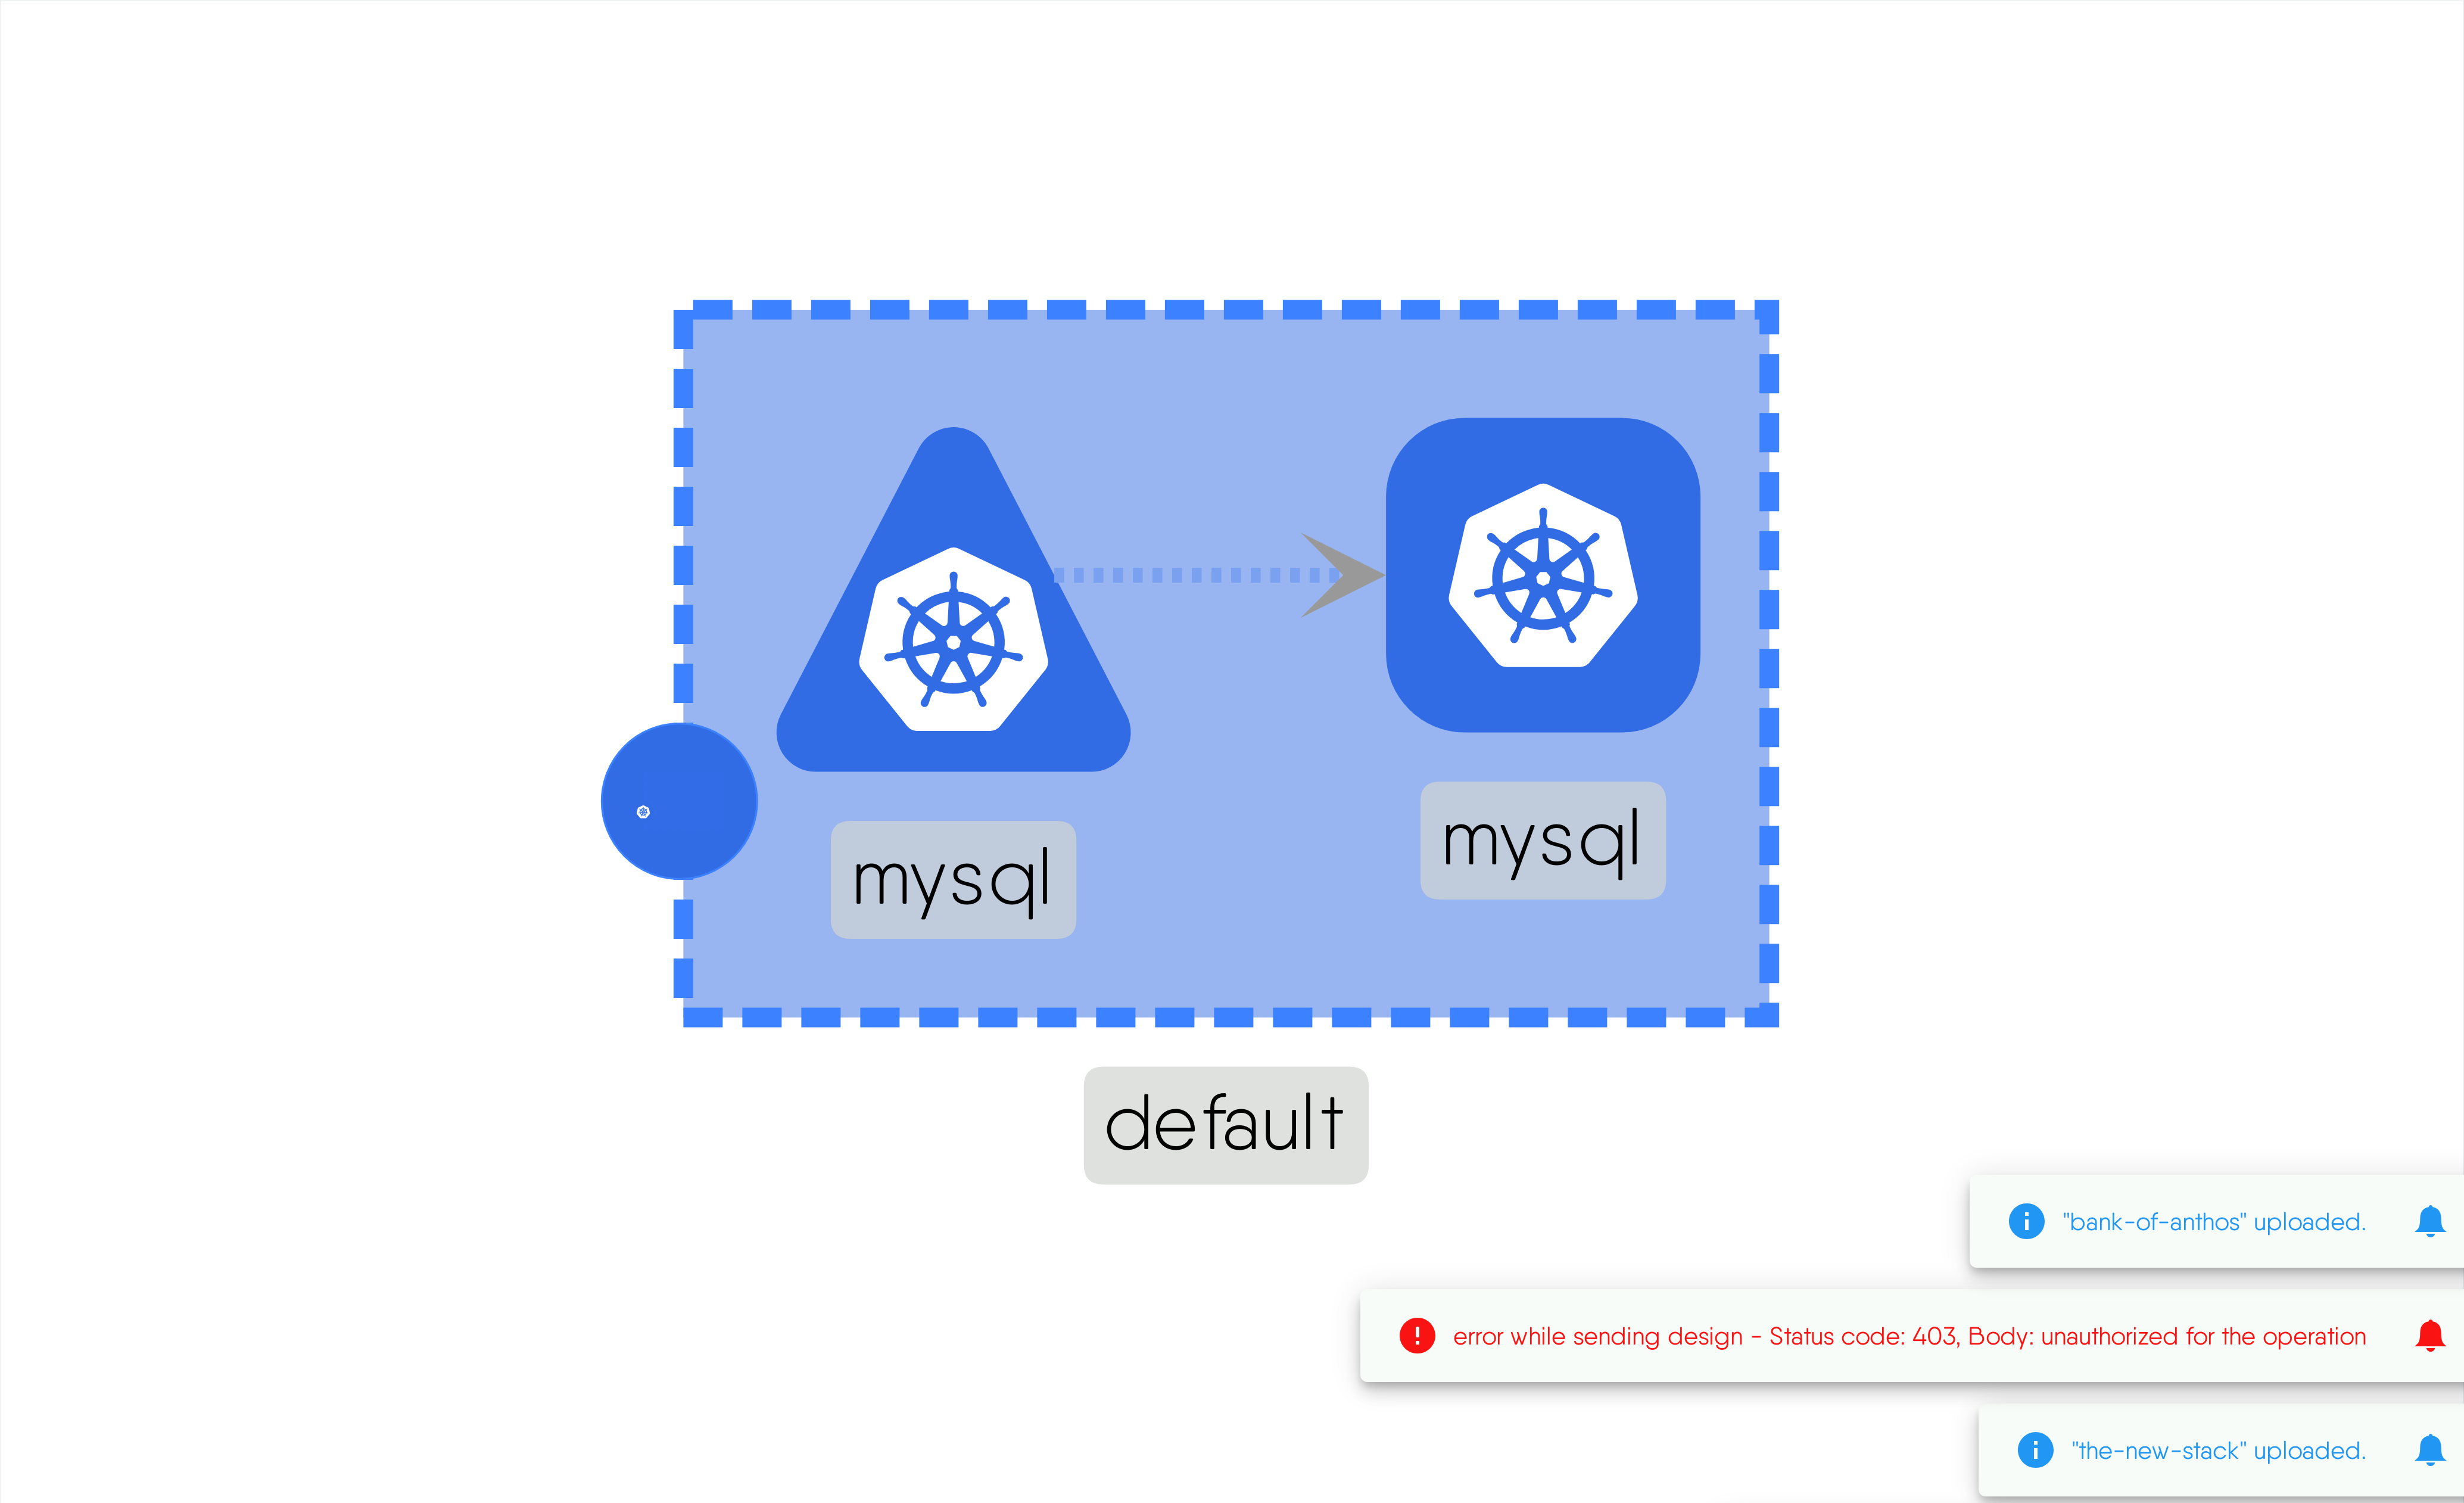 mysql
mysql
default
"bank-of-anthos" uploaded.
error while sending design - Status code: 403, Body: unauthorized for the operation
"the-new-stack" uploaded.